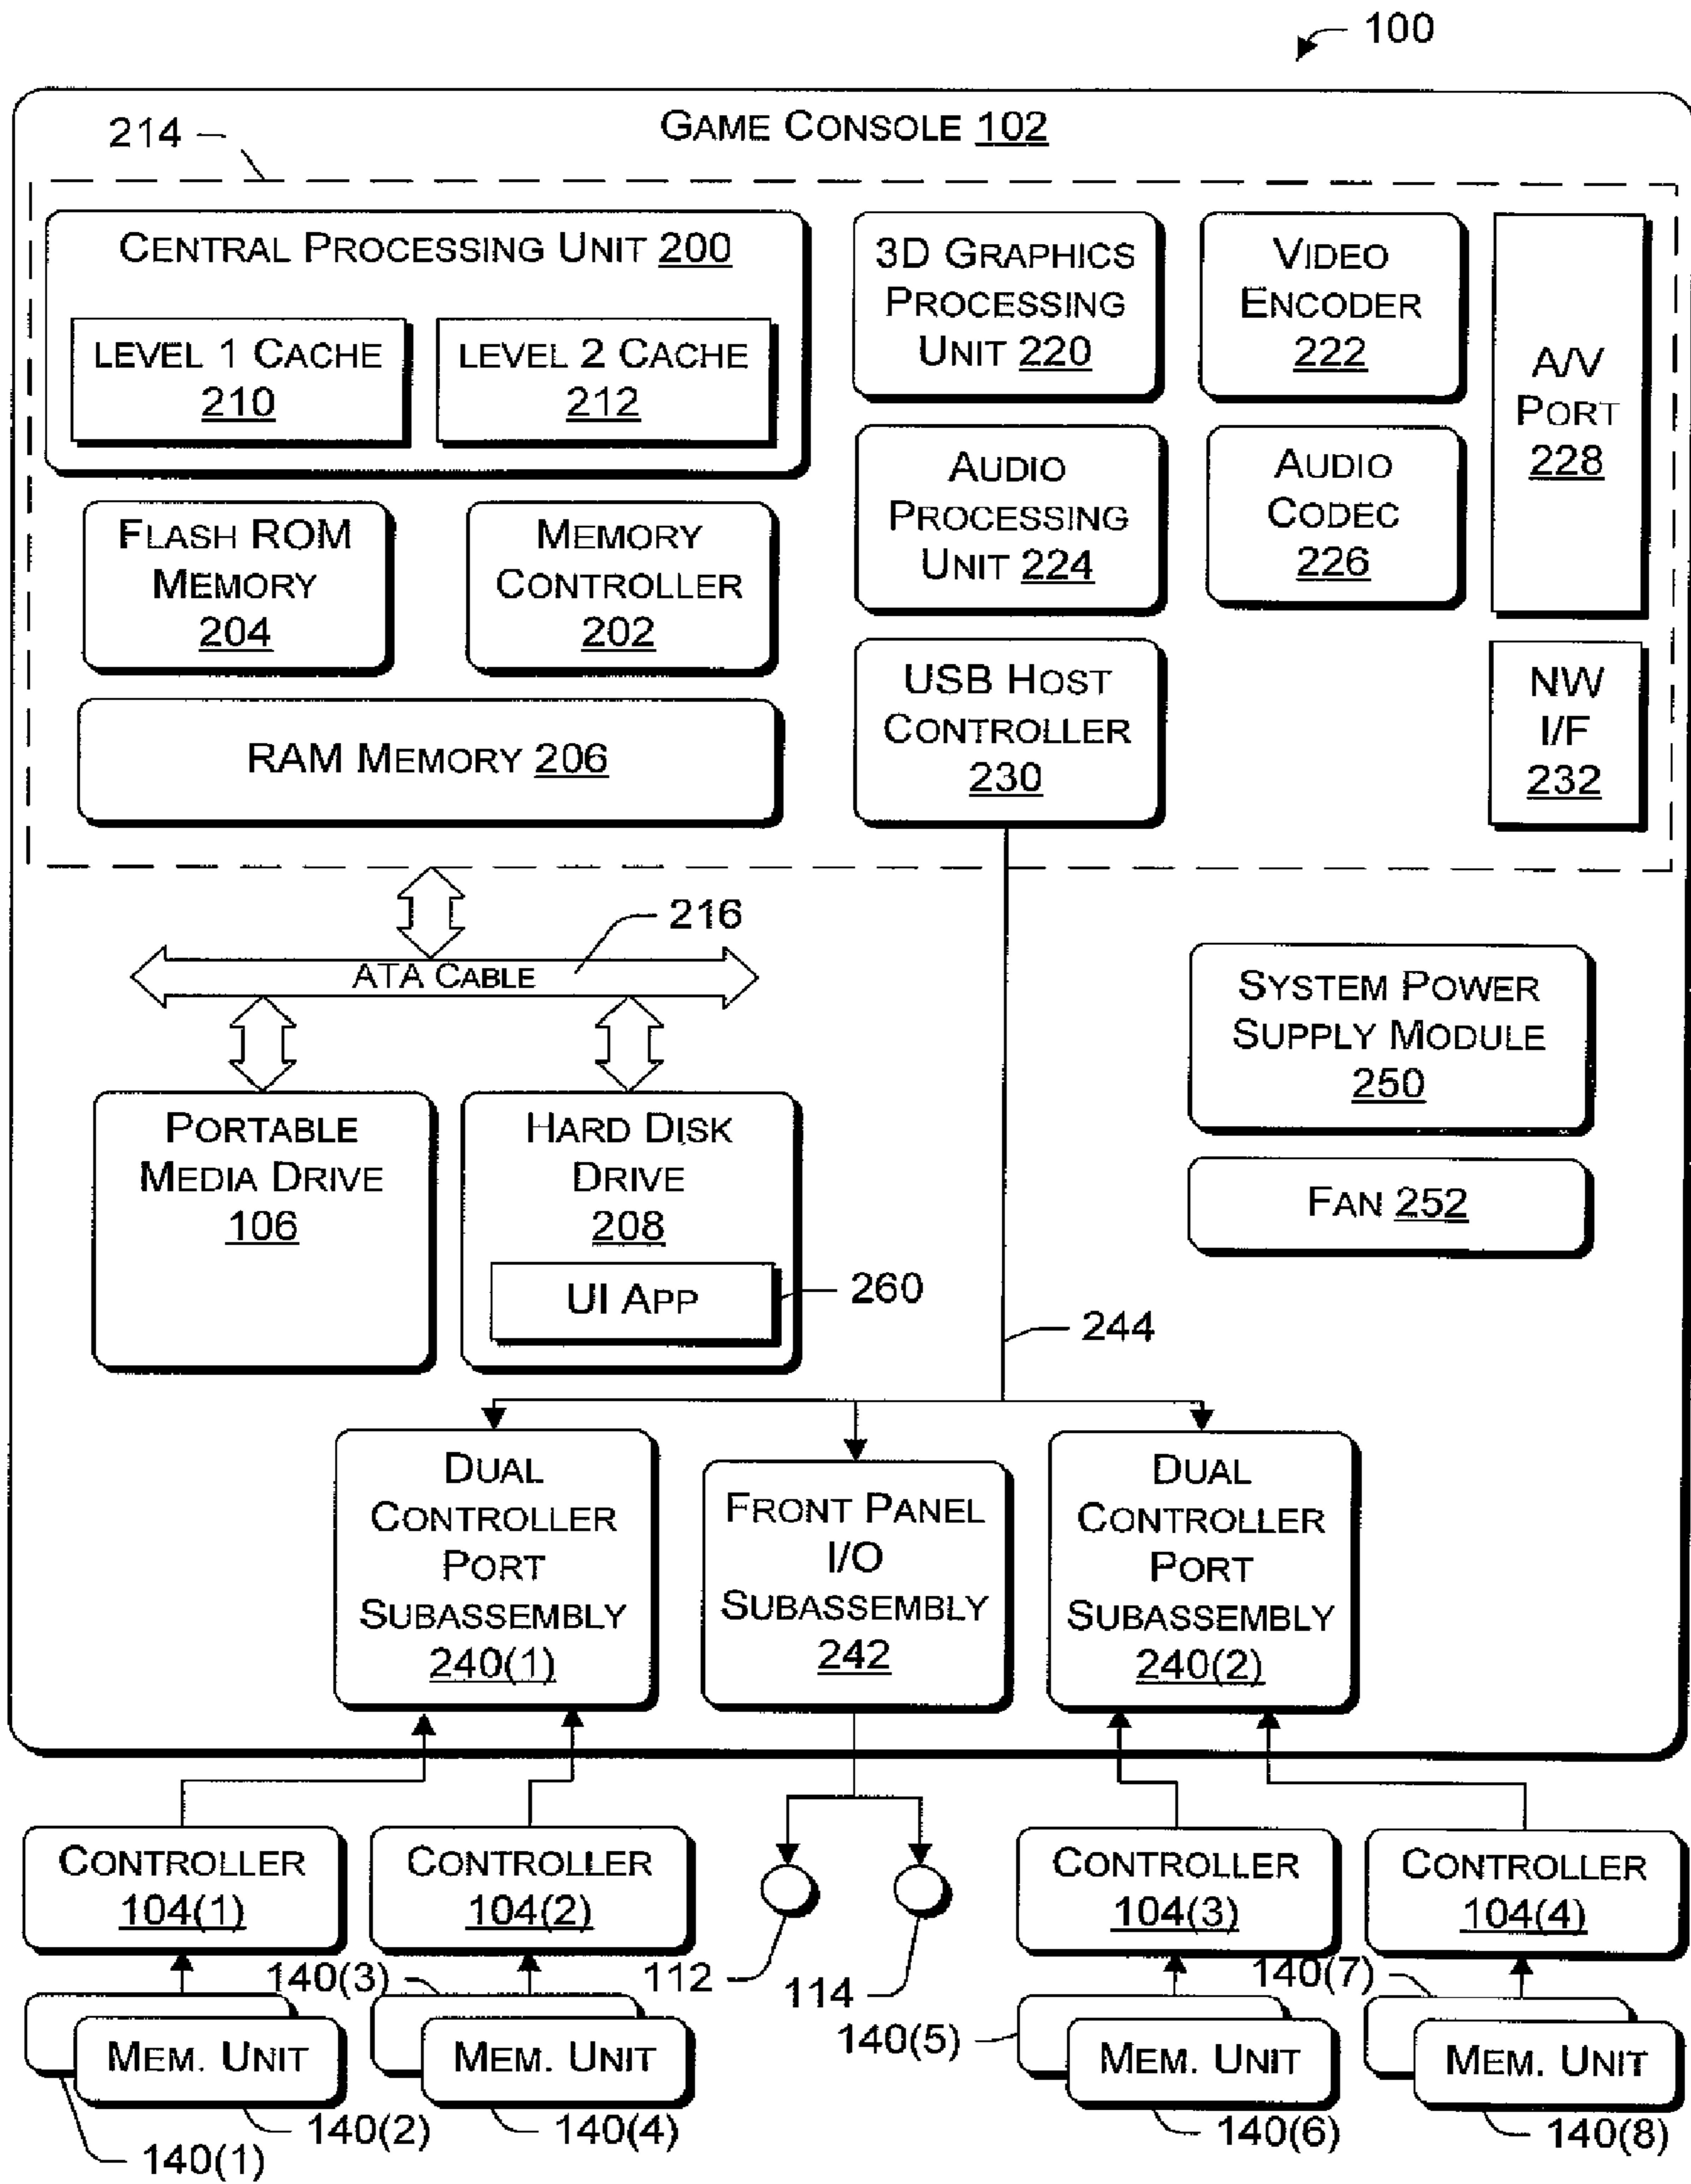 100
GAME CONSOLE 102
214
CENTRAL PROCESSING UNIT 200
LEVEL 1 CACHE
210
LEVEL 2 CACHE
212
3D GRAPHICS
PROCESSING
UNIT 220
VIDEO
ENCODER
222
A/V
PORT
228
FLASH ROM
MEMORY
204
MEMORY
CONTROLLER
202
AUDIO
PROCESSING
UNIT 224
AUDIO
CODEC
226
RAM MEMORY 206
USB HOST
CONTROLLER
230
NW
I/F
232
216
ATA CABLE
SYSTEM POWER
SUPPLY MODULE
250
PORTABLE
MEDIA DRIVE
106
HARD DISK
DRIVE
208
UI APP
260
FAN 252
244
DUAL
CONTROLLER
PORT
SUBASSEMBLY
240(1)
FRONT PANEL
I/O
SUBASSEMBLY
242
DUAL
CONTROLLER
PORT
SUBASSEMBLY
240(2)
CONTROLLER
104(1)
CONTROLLER
104(2)
CONTROLLER
104(3)
CONTROLLER
104(4)
140(3)
112
114
140(7)
140(5)
MEM. UNIT
MEM. UNIT
MEM. UNIT
MEM. UNIT
140(1)
140(2)
140(4)
140(6)
140(8)